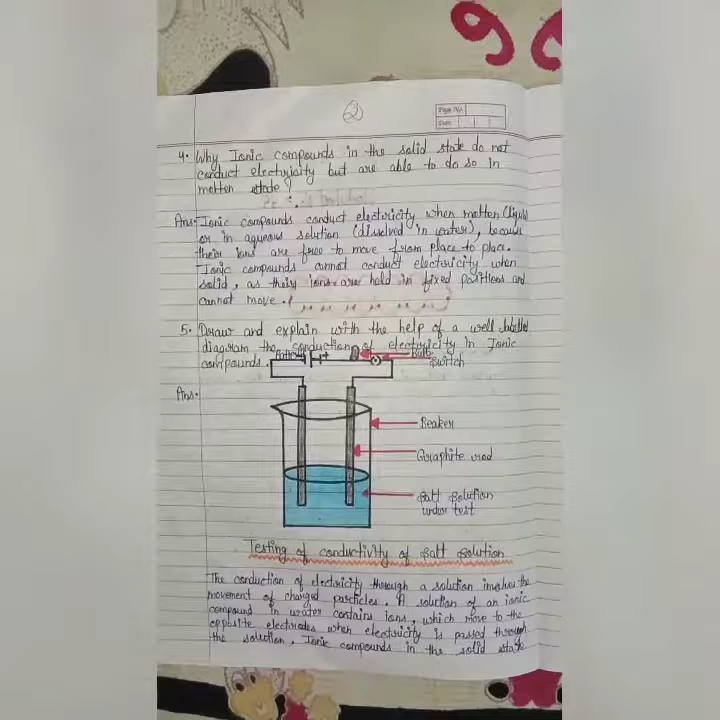 2
Page No.
Date
4. Why Ionic compounds in the solid state do not
conduct electricity but are able to do so in
molten state?
Ans. Ionic compounds conduct electricity when molten (liquid)
or in aqueous solution (dissolved in water), because
their ions are free to move from place to place.
Ionic compounds cannot conduct electricity when
solid, as their ions are held in fixed positions and
cannot move.
5. Draw and explain with the help of a well labelled
diagram the conduction of electricity in Ionic
compounds.
Battery
Bulb
Switch
Ans.
Beaker
Graphite rod
Salt solution
under test
Testing of conductivity of Salt Solution
The conduction of electricity through a solution involves the
movement of charged particles. A solution of an ionic
compound in water contains ions, which move to the
opposite electrodes when electricity is passed through
the solution, Ionic compounds in the solid state